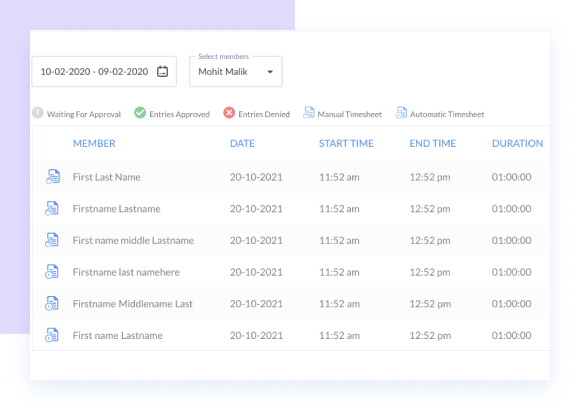 Select members
10-02-2020 - 09-02-2020 Mohit Malik
Waiting For Approval Entries Approved Entries Denied Manual Timesheet Automatic Timesheet
MEMBER DATE START TIME END TIME DURATION
First Last Name 20-10-2021 11:52 am 12:52 pm 01:00:00
Firstname Lastname 20-10-2021 11:52 am 12:52 pm 01:00:00
First name middle Lastname 20-10-2021 11:52 am 12:52 pm 01:00:00
Firstname last namehere 20-10-2021 11:52 am 12:52 pm 01:00:00
Firstname Middlename Last 20-10-2021 11:52 am 12:52 pm 01:00:00
First name Lastname 20-10-2021 11:52 am 12:52 pm 01:00:00